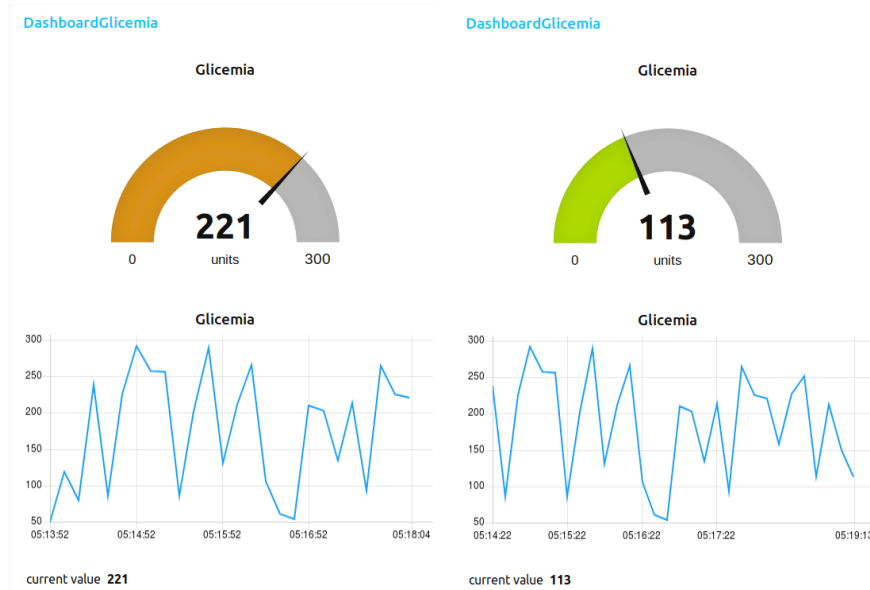 DashboardGlicemia
Glicemia
221
0 units 300
Glicemia
300
250
200
150
100
50
05:13:52 05:14:52 05:15:52 05:16:52 05:18:04
current value 221
DashboardGlicemia
Glicemia
113
0 units 300
Glicemia
300
250
200
150
100
50
05:14:22 05:15:22 05:16:22 05:17:22 05:19:13
current value 113